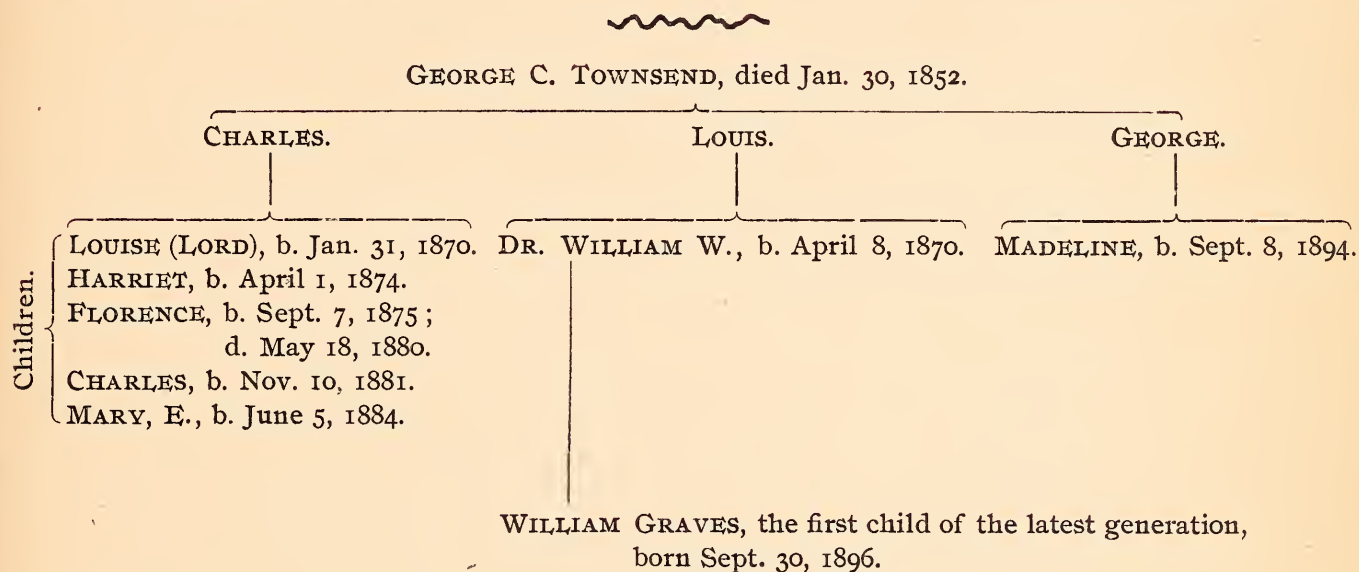 GEORGE C. TOWNSEND, died Jan. 30, 1852.
CHARLES.
LOUIS.
GEORGE.
Children.
LOUISE (LORD), b. Jan. 31, 1870.
HARRIET, b. April 1, 1874.
FLORENCE, b. Sept. 7, 1875;
d. May 18, 1880.
CHARLES, b. Nov. 10, 1881.
MARY, E., b. June 5, 1884.
DR. WILLIAM W., b. April 8, 1870.
MADELINE, b. Sept. 8, 1894.
WILLIAM GRAVES, the first child of the latest generation,
born Sept. 30, 1896.